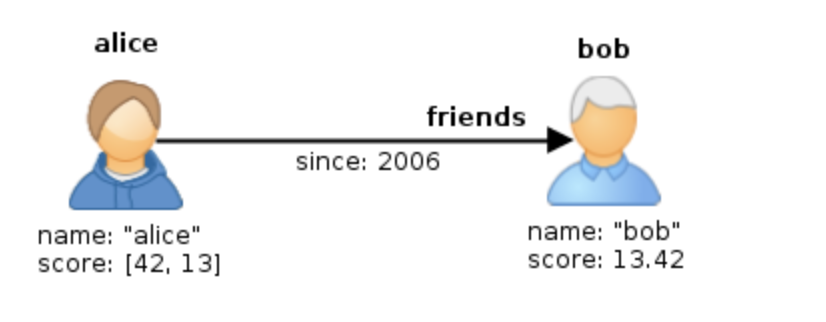 alice
bob
friends
since: 2006
name: "alice"
score: [42, 13]
name: "bob"
score: 13.42